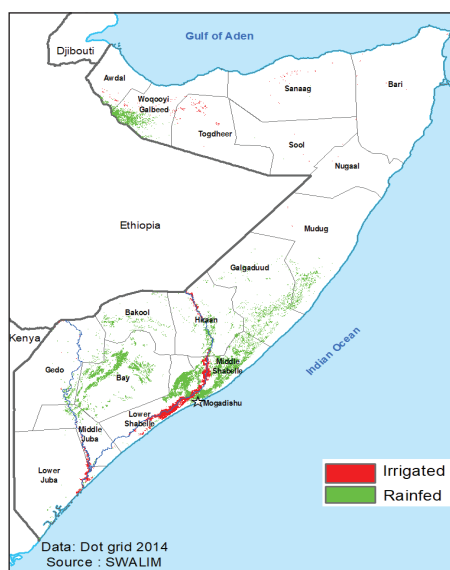 Gulf of Aden
Djibouti
Awdal
Woqooyi
Galbeed
Sanaag
Bari
Togdheer
Sool
Nugaal
Ethiopia
Mudug
Galgaduud
Bakool
Hiraan
Kenya
Gedo
Bay
Middle
Shabelle
Indian Ocean
Mogadishu
Lower
Shabelle
Middle
Juba
Lower
Juba
Irrigated
Rainfed
Data: Dot grid 2014
Source : SWALIM